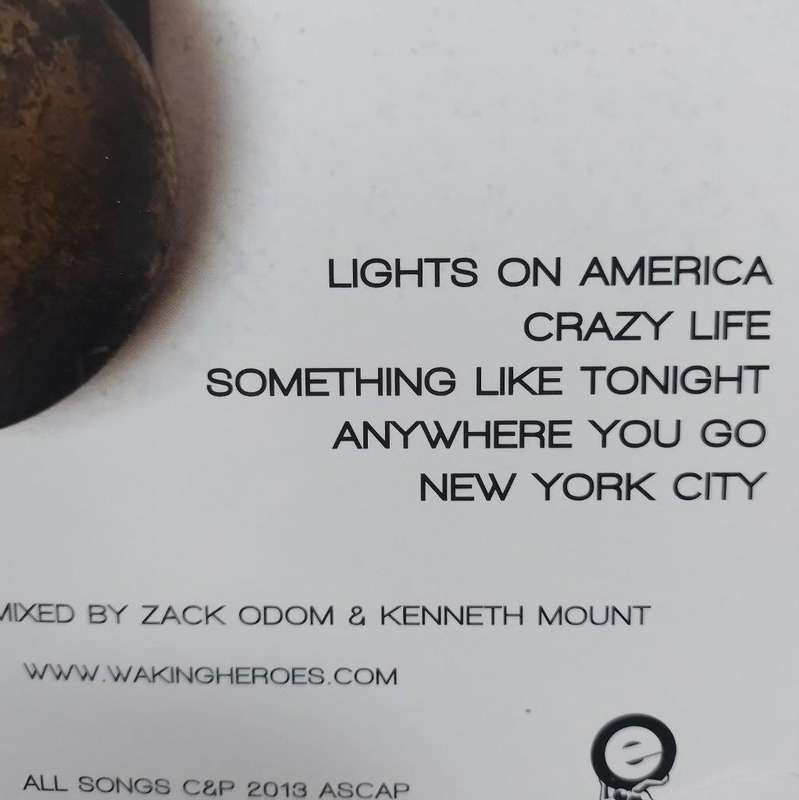 LIGHTS ON AMERICA
CRAZY LIFE
SOMETHING LIKE TONIGHT
ANYWHERE YOU GO
NEW YORK CITY
MIXED BY ZACK ODOM & KENNETH MOUNT
WWW.WAKINGHEROES.COM
e
ALL SONGS C&P 2013 ASCAP